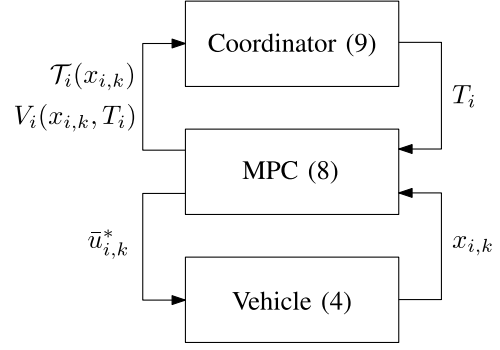 Coordinator (9)
𝒯ᵢ(xᵢ,ₖ)
Vᵢ(xᵢ,ₖ, Tᵢ)
Tᵢ
MPC (8)
ū*ᵢ,ₖ
xᵢ,ₖ
Vehicle (4)